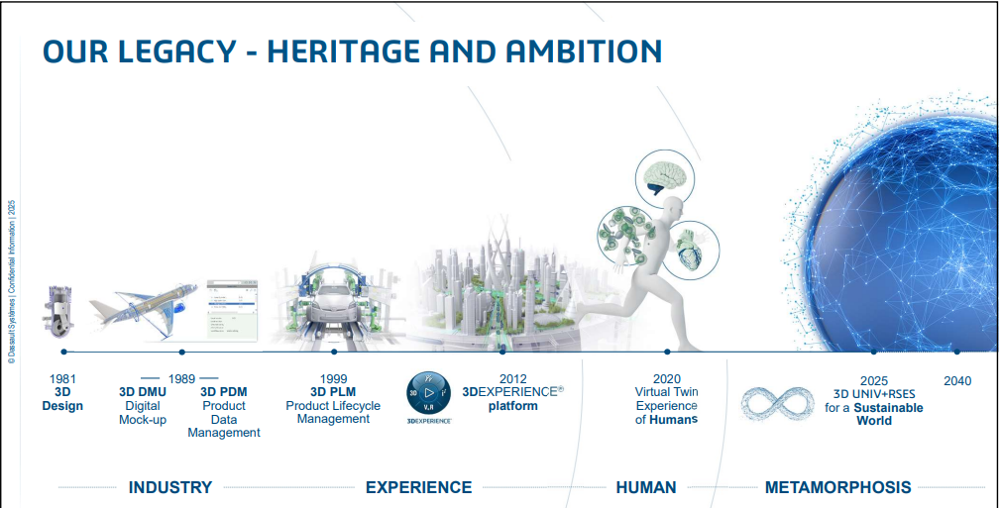 OUR LEGACY - HERITAGE AND AMBITION
© Dassault Systèmes | Confidential Information | 2025
1981
3D
Design
1989
3D DMU
Digital
Mock-up
3D PDM
Product
Data
Management
1999
3D PLM
Product Lifecycle
Management
3D
V.R
3DEXPERIENCE
2012
3DEXPERIENCE®
platform
2020
Virtual Twin
Experience
of Humans
2025
3D UNIV+RSES
for a Sustainable
World
2040
INDUSTRY
EXPERIENCE
HUMAN
METAMORPHOSIS